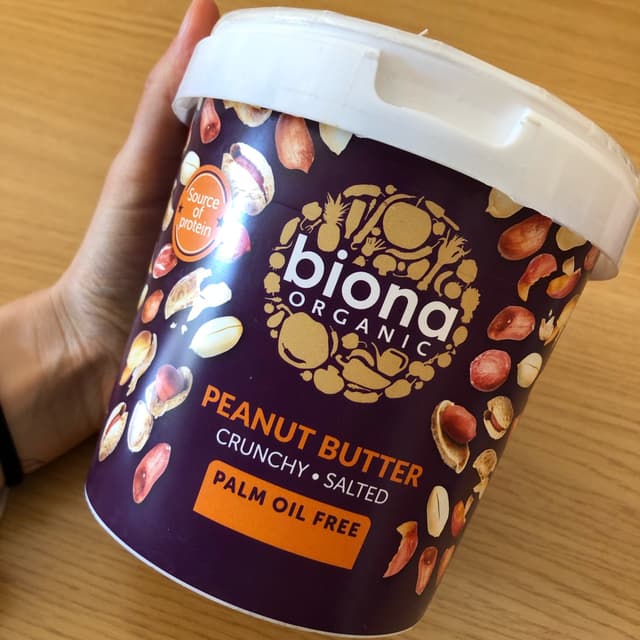 Source
of
protein
biona
ORGANIC
PEANUT BUTTER
CRUNCHY • SALTED
PALM OIL FREE